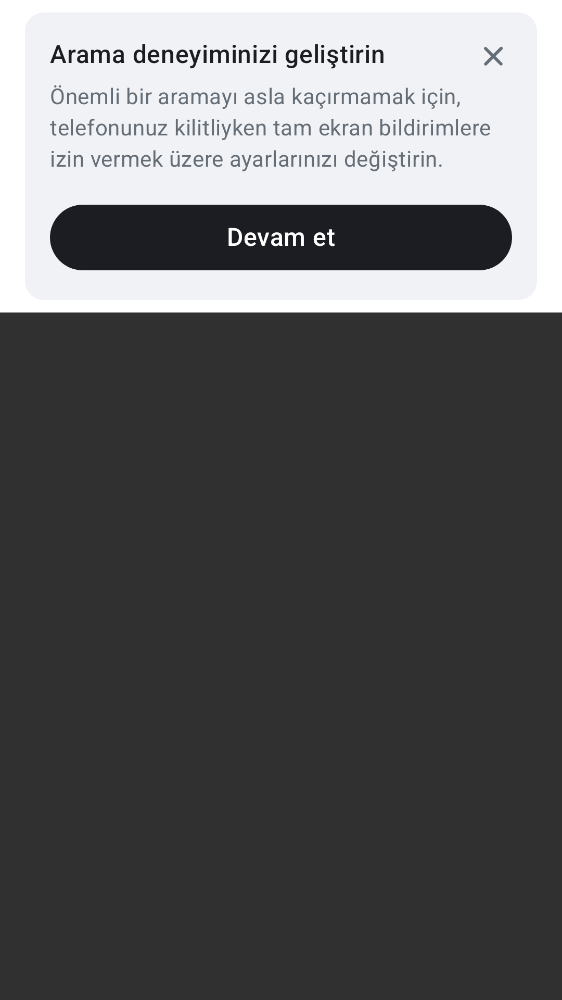 Arama deneyiminizi geliştirin
Önemli bir aramayı asla kaçırmamak için,
telefonunuz kilitliyken tam ekran bildirimlere
izin vermek üzere ayarlarınızı değiştirin.
Devam et